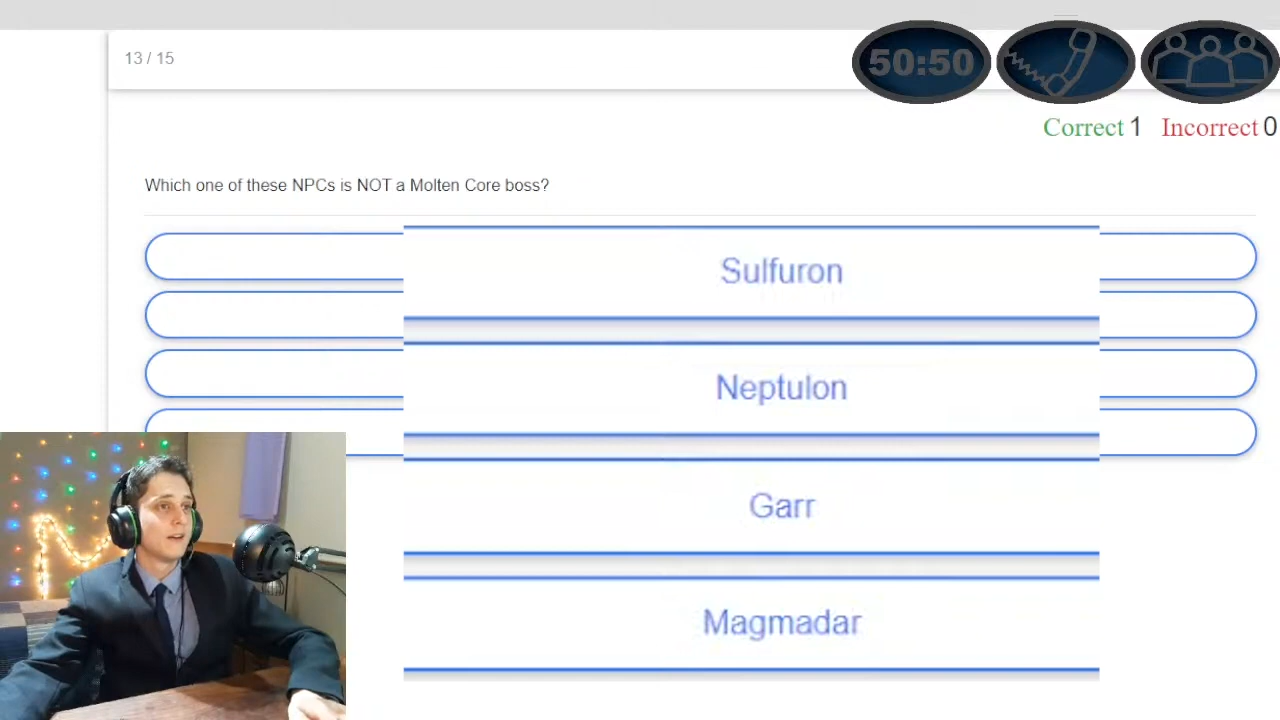 13 / 15
50:50
Correct 1 Incorrect 0
Which one of these NPCs is NOT a Molten Core boss?
Sulfuron
Neptulon
Garr
Magmadar